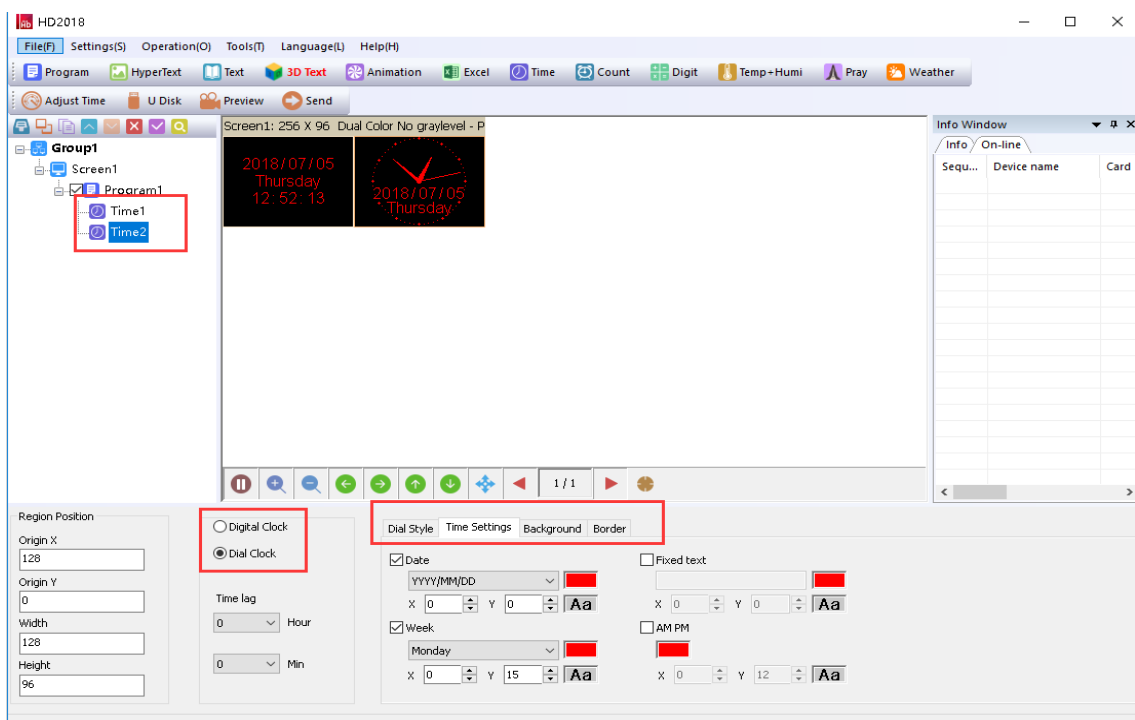 HD2018
File(F) Settings(S) Operation(O) Tools(T) Language(L) Help(H)
Program HyperText Text 3D Text Animation Excel Time Count Digit Temp+Humi Pray Weather
Adjust Time U Disk Preview Send
Group1
Screen1
Program1
Time1
Time2
Screen1: 256 X 96 Dual Color No graylevel - P
2018/07/05
Thursday
12:52:13
2018/07/05
Thursday
1/1
Info Window
Info On-line
Sequ... Device name Card
Region Position
Origin X
128
Origin Y
0
Width
128
Height
96
Digital Clock
Dial Clock
Time lag
0 Hour
0 Min
Dial Style Time Settings Background Border
Date
YYYY/MM/DD
X 0 Y 0 Aa
Week
Monday
X 0 Y 15 Aa
Fixed text
X 0 Y 0 Aa
AM PM
X 0 Y 12 Aa